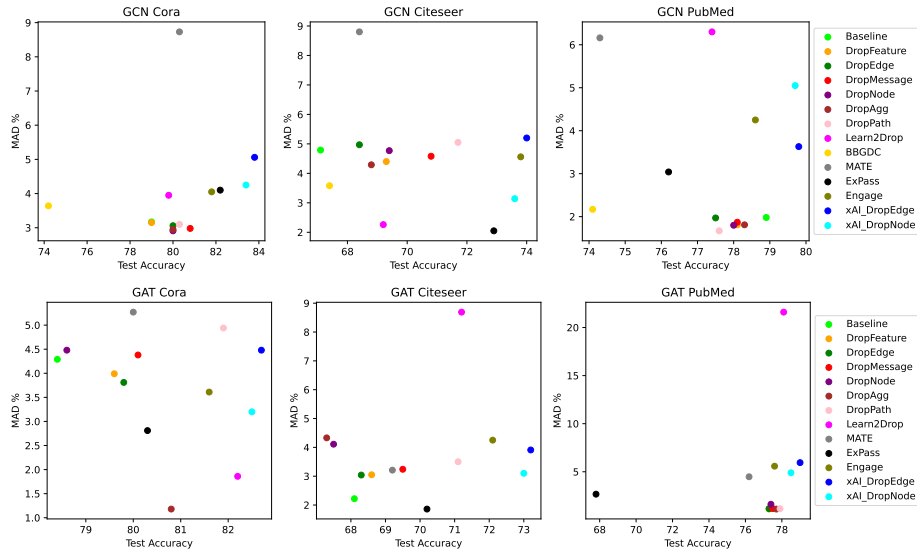 GCN Cora
9
8
7
6
5
4
3
MAD %
74
76
78
80
82
84
Test Accuracy
GCN Citeseer
9
8
7
6
5
4
3
2
MAD %
68
70
72
74
Test Accuracy
GCN PubMed
6
5
4
3
2
MAD %
74
75
76
77
78
79
80
Test Accuracy
Baseline
DropFeature
DropEdge
DropMessage
DropNode
DropAgg
DropPath
Learn2Drop
BBGDC
MATE
ExPass
Engage
xAI_DropEdge
xAI_DropNode
GAT Cora
5.0
4.5
4.0
3.5
3.0
2.5
2.0
1.5
1.0
MAD %
79
80
81
82
Test Accuracy
GAT Citeseer
9
8
7
6
5
4
3
2
MAD %
68
69
70
71
72
73
Test Accuracy
GAT PubMed
20
15
10
5
MAD %
68
70
72
74
76
78
Test Accuracy
Baseline
DropFeature
DropEdge
DropMessage
DropNode
DropAgg
DropPath
Learn2Drop
MATE
ExPass
Engage
xAI_DropEdge
xAI_DropNode